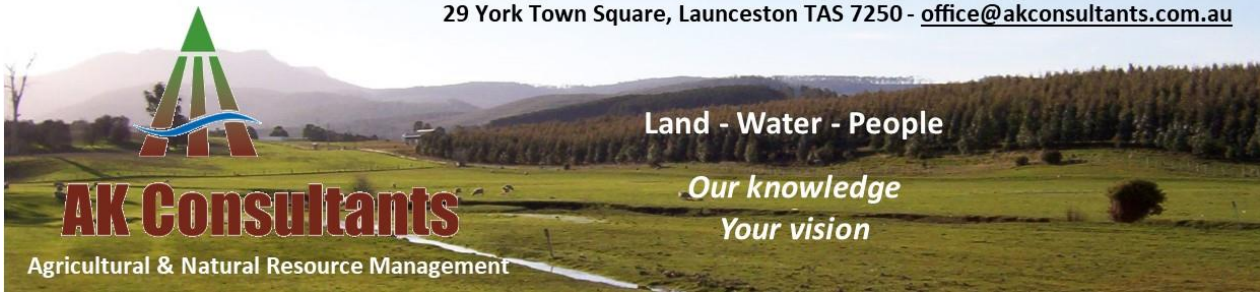 29 York Town Square, Launceston TAS 7250 - office@akconsultants.com.au
Land - Water - People
Our knowledge
Your vision
AK Consultants
Agricultural & Natural Resource Management